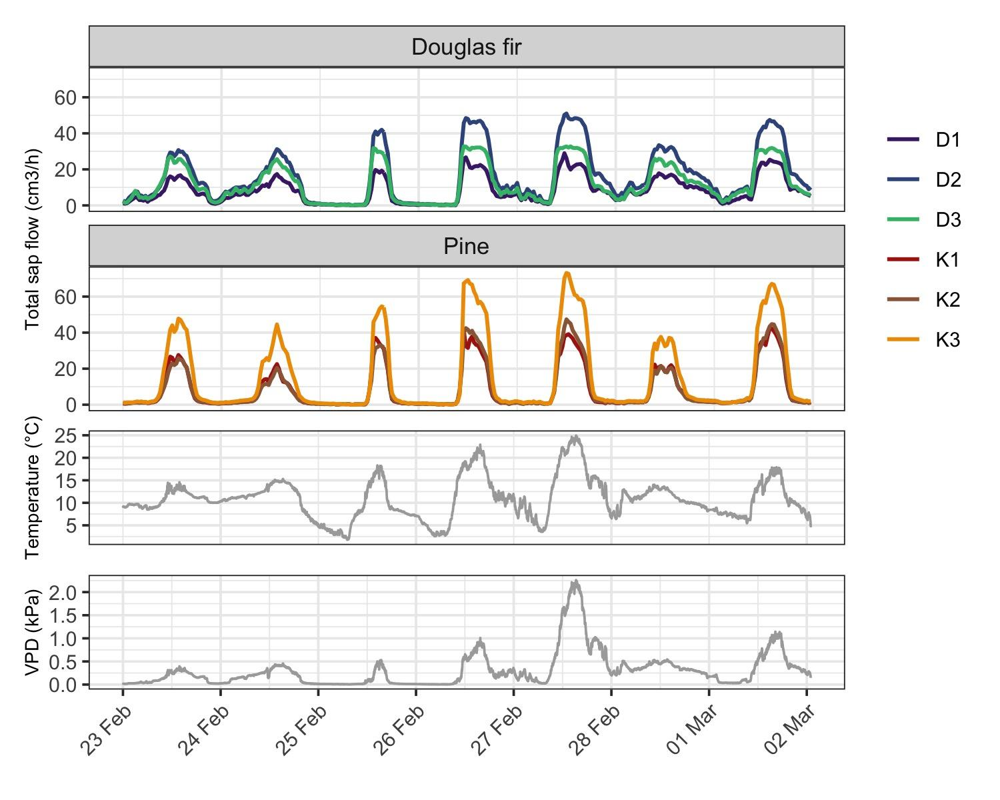 Douglas fir
60
40
20
0
Total sap flow (cm3/h)
Pine
60
40
20
0
D1
D2
D3
K1
K2
K3
Temperature (°C)
25
20
15
10
5
VPD (kPa)
2.0
1.5
1.0
0.5
0.0
23 Feb
24 Feb
25 Feb
26 Feb
27 Feb
28 Feb
01 Mar
02 Mar